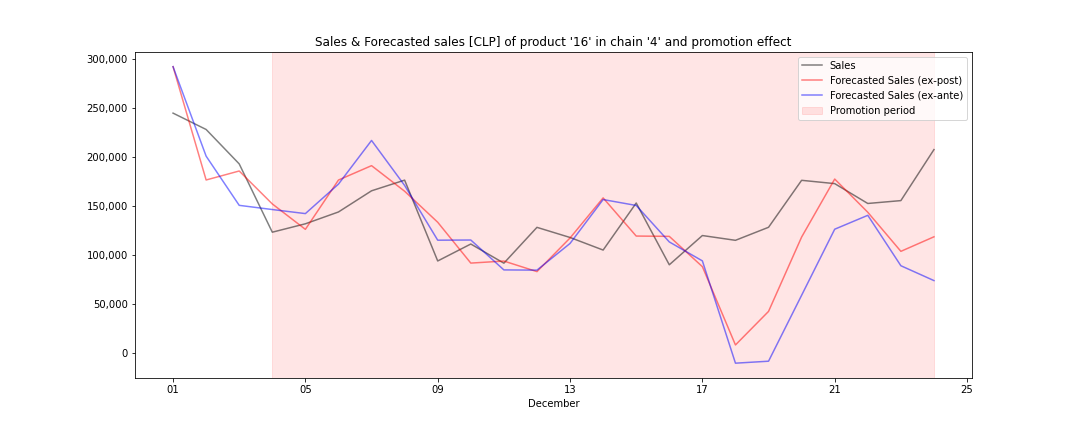 Sales & Forecasted sales [CLP] of product '16' in chain '4' and promotion effect
300,000
250,000
200,000
150,000
100,000
50,000
0
Sales
Forecasted Sales (ex-post)
Forecasted Sales (ex-ante)
Promotion period
01 05 09 13 17 21 25
December